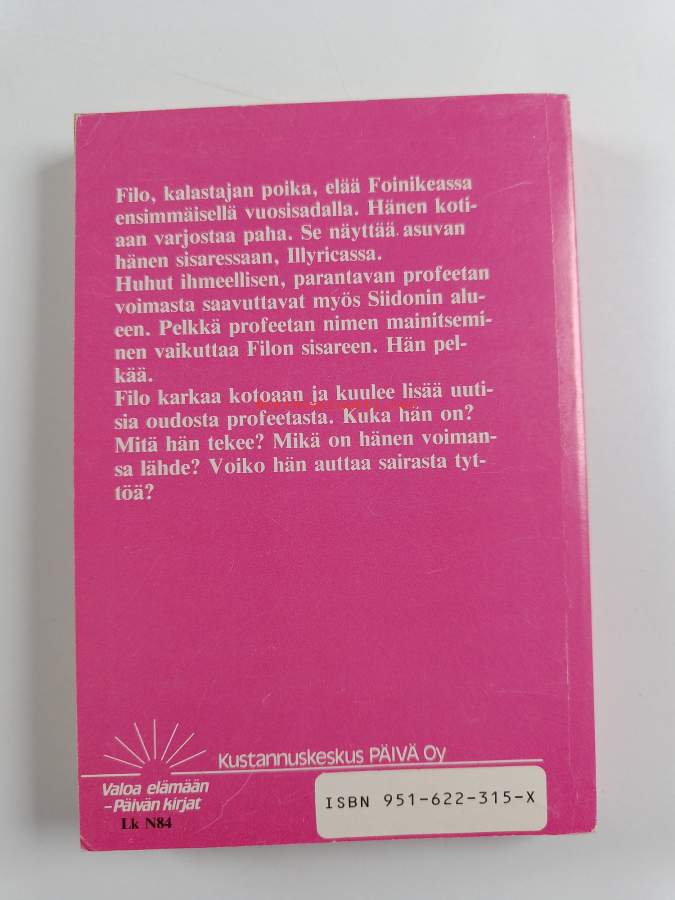 Filo, kalastajan poika, elää Foinikeassa
ensimmäisellä vuosisadalla. Hänen koti-
aan varjostaa paha. Se näyttää asuvan
hänen sisaressaan, Illyricassa.
Huhut ihmeellisen, parantavan profeetan
voimasta saavuttavat myös Siidonin alu-
een. Pelkkä profeetan nimen mainitsemi-
nen vaikuttaa Filon sisareen. Hän pel-
kää.
Filo karkaa kotoaan ja kuulee lisää uuti-
sia oudosta profeetasta. Kuka hän on?
Mitä hän tekee? Mikä on hänen voiman-
sa lähde? Voiko hän auttaa sairasta tyt-
töä?
Kustannuskeskus PÄIVÄ Oy
Valoa elämään
–Päivän kirjat
Lk N84
ISBN 951-622-315-X